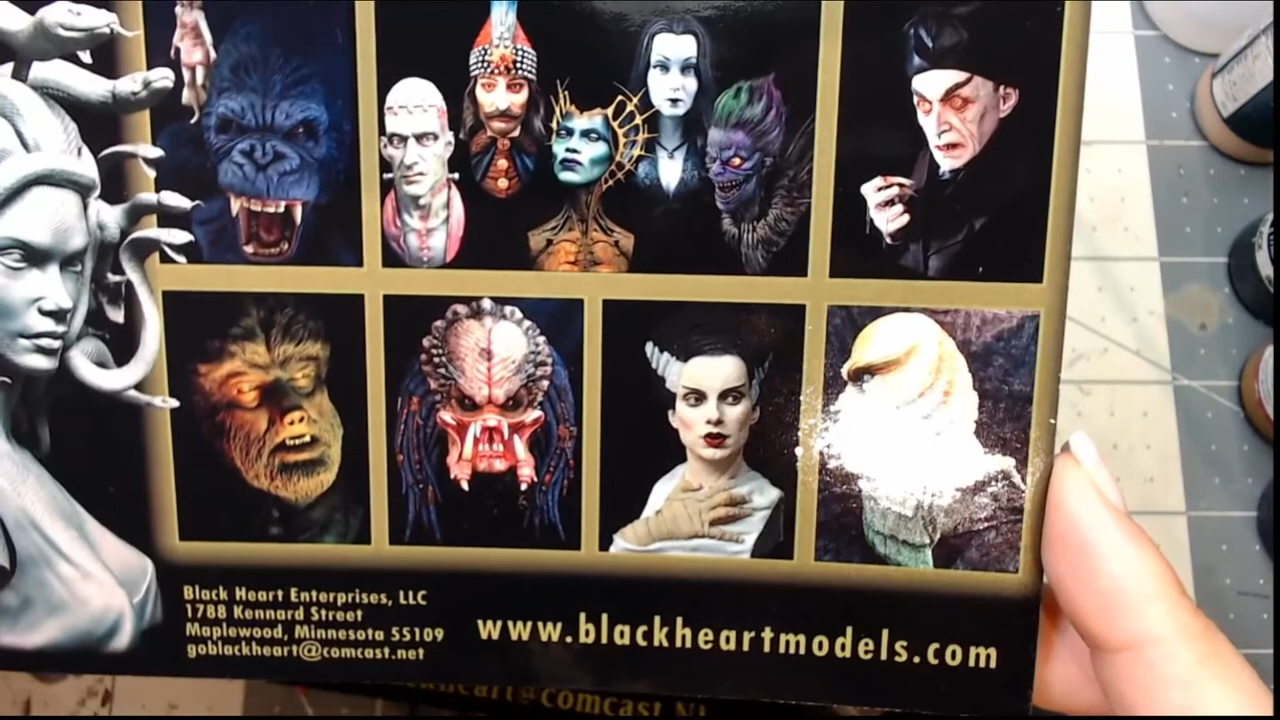 Black Heart Enterprises, LLC
1788 Kennard Street
Maplewood, Minnesota 55109
goblackheart@comcast.net
www.blackheartmodels.com